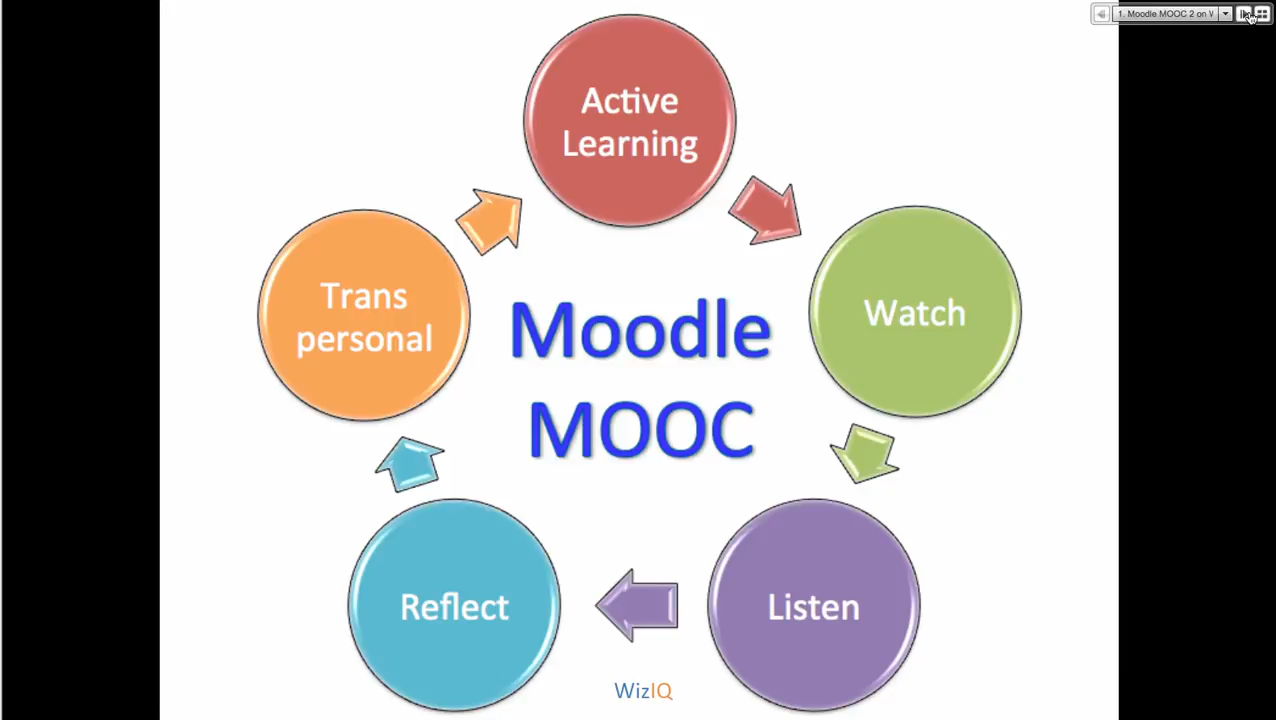 1. Moodle MOOC 2 on W
Active
Learning
Trans
personal
Watch
Moodle
MOOC
Reflect
Listen
WizIQ